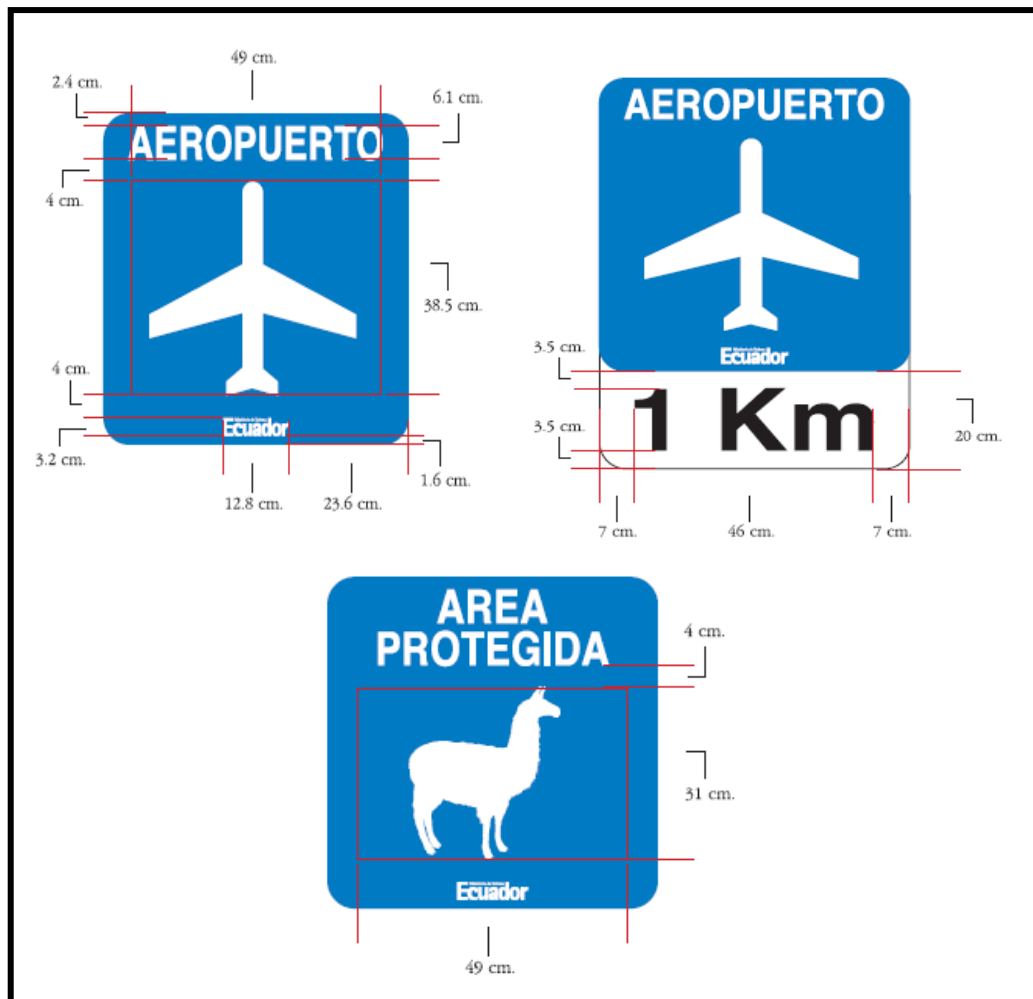 49 cm.
2.4 cm.
6.1 cm.
AEROPUERTO
4 cm.
38.5 cm.
4 cm.
Ecuador
3.2 cm.
1.6 cm.
12.8 cm.
23.6 cm.
AEROPUERTO
Ecuador
3.5 cm.
1 Km
3.5 cm.
20 cm.
7 cm.
46 cm.
7 cm.
AREA
PROTEGIDA
4 cm.
31 cm.
Ecuador
49 cm.